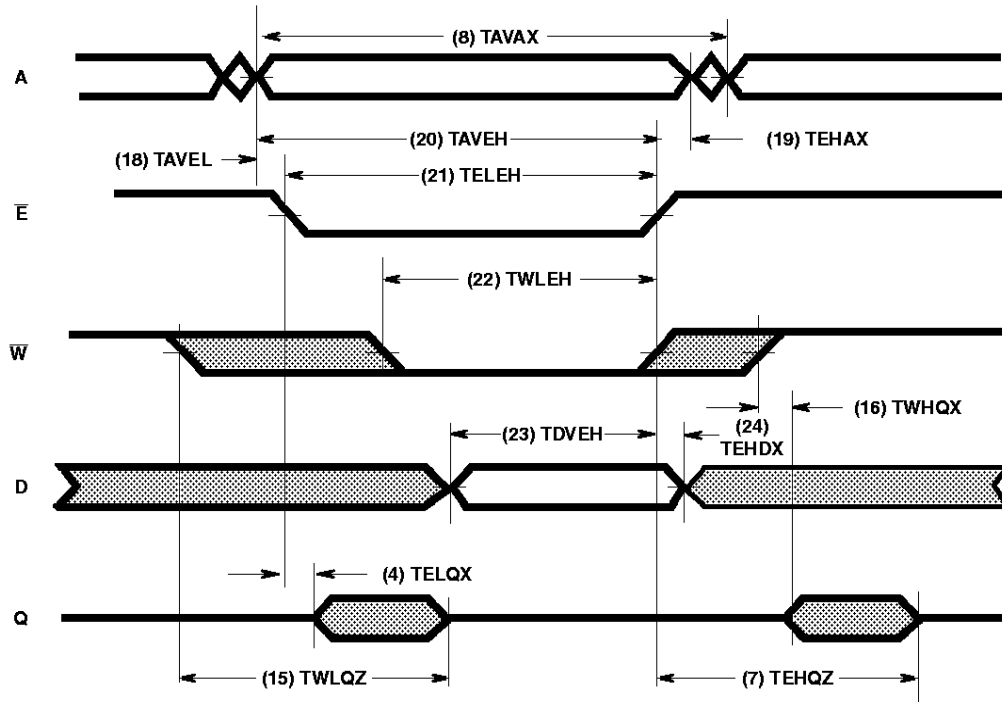 (8) TAVAX
A
(20) TAVEH
(19) TEHAX
(18) TAVEL
(21) TELEH
E̅
(22) TWLEH
W̅
(16) TWHQX
(23) TDVEH
(24)
TEHDX
D
(4) TELQX
Q
(15) TWLQZ
(7) TEHQZ